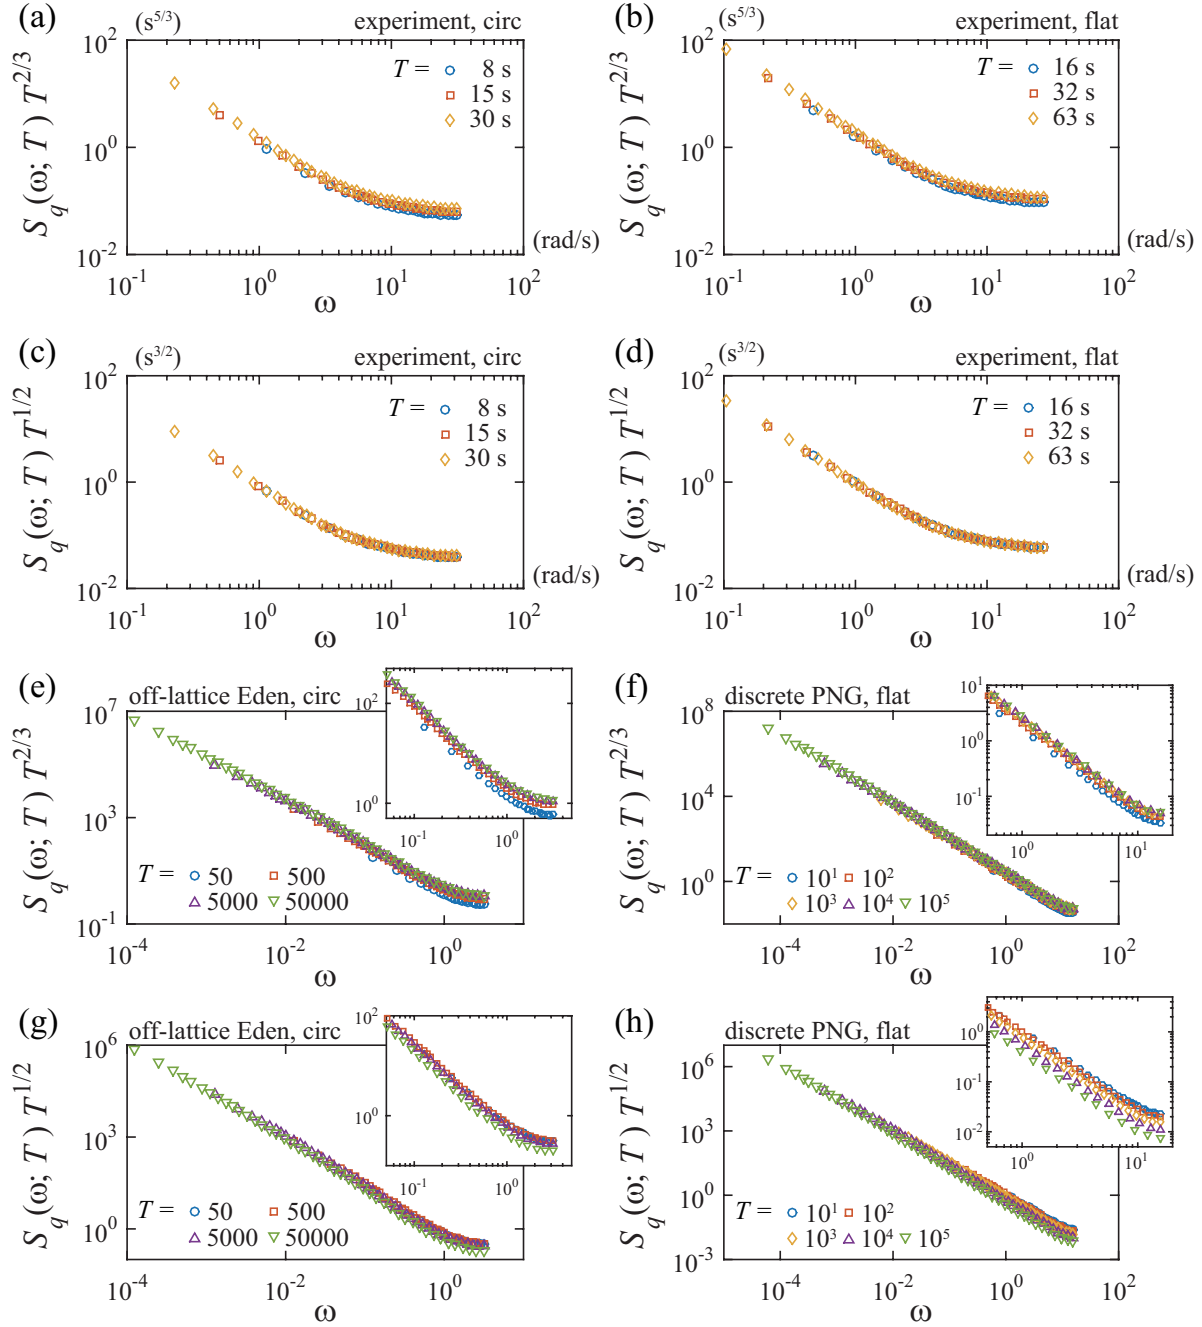 (a) (s^{5/3}) experiment, circ
S_q(ω; T) T^{2/3}
10^2
10^0
10^{-2}
T = 8 s
15 s
30 s
(rad/s)
10^{-1} 10^0 10^1 10^2
ω
(b) (s^{5/3}) experiment, flat
S_q(ω; T) T^{2/3}
10^2
10^0
10^{-2}
T = 16 s
32 s
63 s
(rad/s)
10^{-1} 10^0 10^1 10^2
ω
(c) (s^{3/2}) experiment, circ
S_q(ω; T) T^{1/2}
10^2
10^0
10^{-2}
T = 8 s
15 s
30 s
(rad/s)
10^{-1} 10^0 10^1 10^2
ω
(d) (s^{3/2}) experiment, flat
S_q(ω; T) T^{1/2}
10^2
10^0
10^{-2}
T = 16 s
32 s
63 s
(rad/s)
10^{-1} 10^0 10^1 10^2
ω
(e) off-lattice Eden, circ
S_q(ω; T) T^{2/3}
10^7
10^3
10^{-1}
10^2
10^0
10^{-1} 10^0
T = 50 500
5000 50000
10^{-4} 10^{-2} 10^0 10^2
ω
(f) discrete PNG, flat
S_q(ω; T) T^{2/3}
10^8
10^4
10^0
10^1
10^0
10^{-1}
10^0 10^1
T = 10^1 10^2
10^3 10^4 10^5
10^{-4} 10^{-2} 10^0 10^2
ω
(g) off-lattice Eden, circ
S_q(ω; T) T^{1/2}
10^6
10^3
10^0
10^2
10^0
10^{-1} 10^0
T = 50 500
5000 50000
10^{-4} 10^{-2} 10^0 10^2
ω
(h) discrete PNG, flat
S_q(ω; T) T^{1/2}
10^6
10^3
10^0
10^{-3}
10^0
10^{-1}
10^{-2}
10^0 10^1
T = 10^1 10^2
10^3 10^4 10^5
10^{-4} 10^{-2} 10^0 10^2
ω